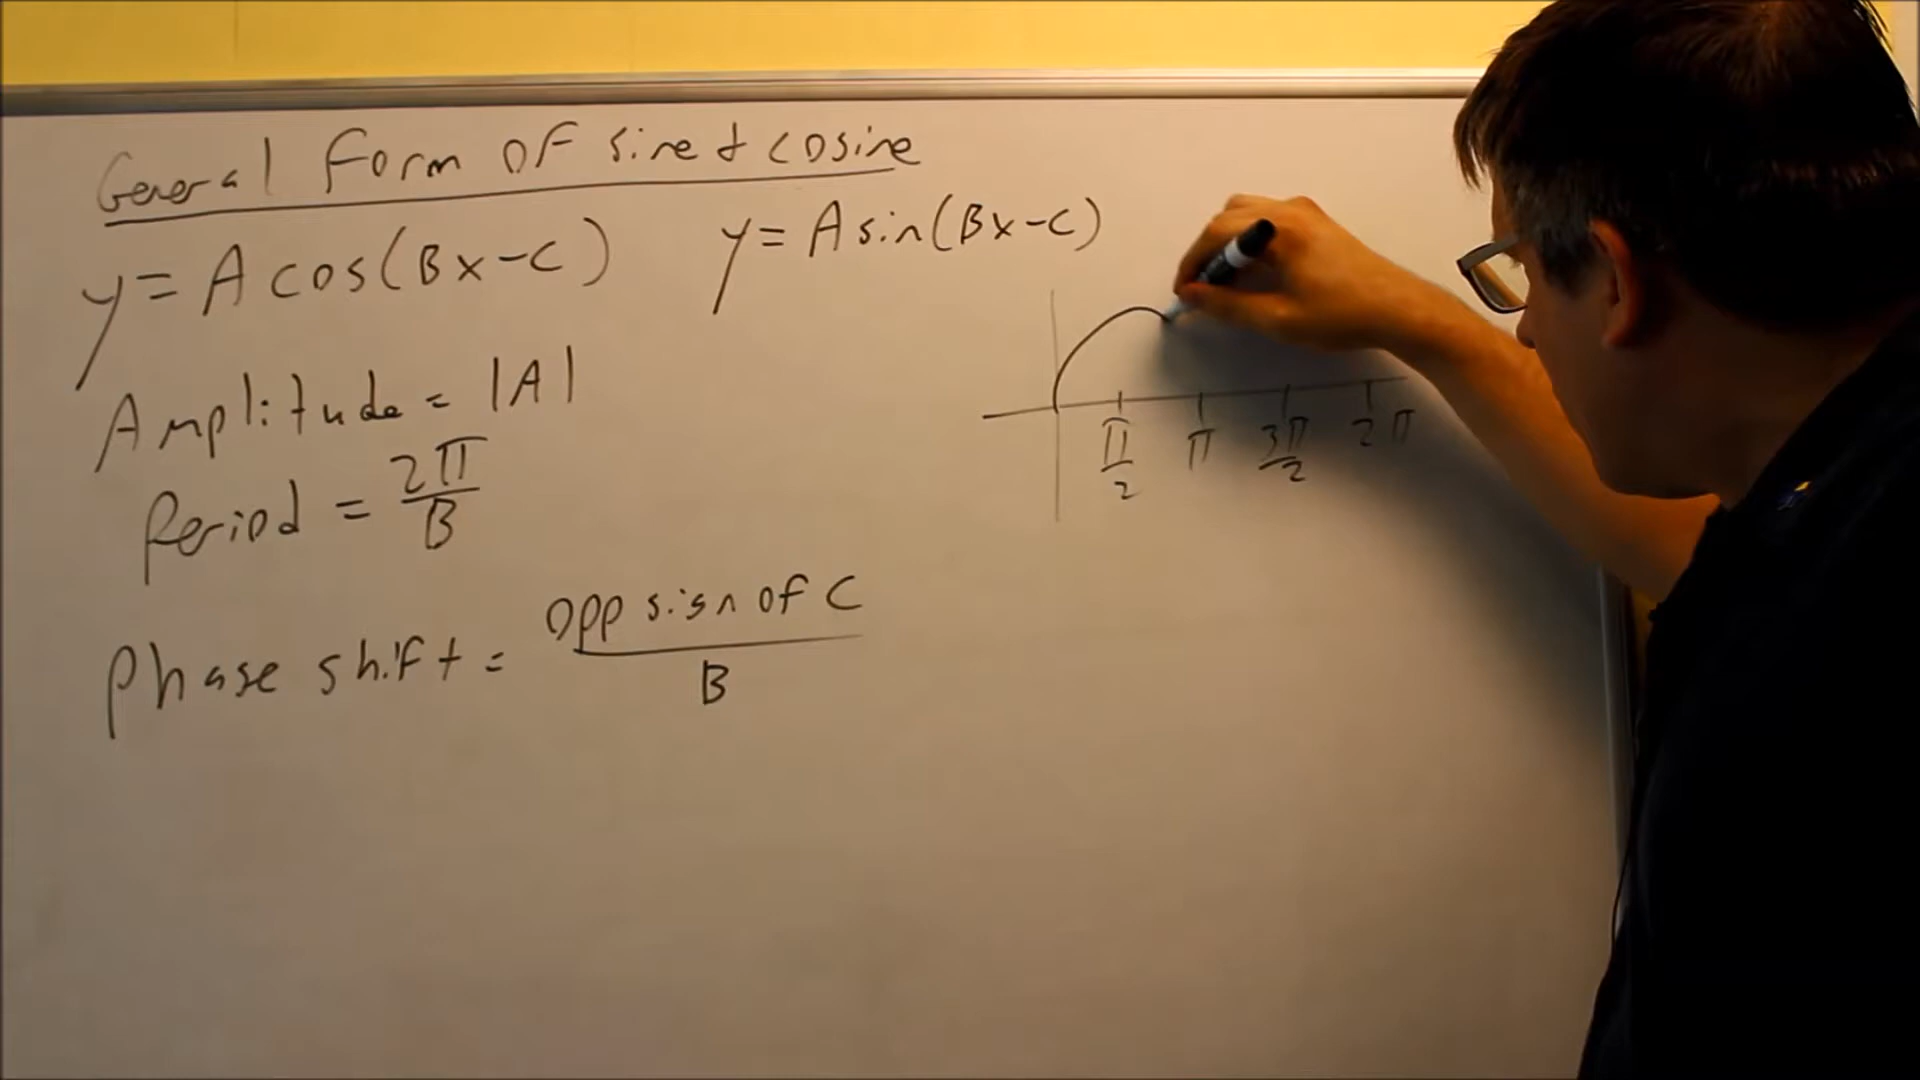 General Form OF sine + cosine
y = A cos(Bx-C)
y = A sin(Bx-C)
Amplitude = |A|
Period = 2π/B
Phase shift = Opp sign of C / B
π/2 π 3π/2 2π